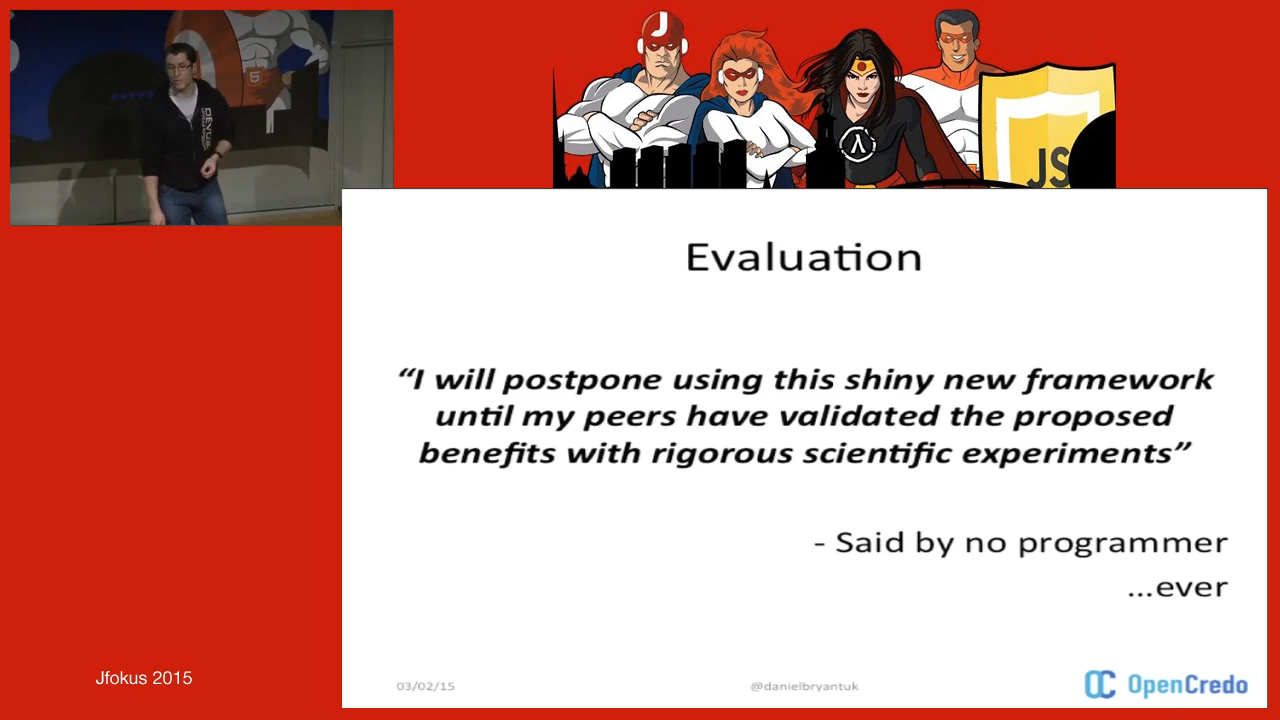 J
5
JS
Evaluation
“I will postpone using this shiny new framework
until my peers have validated the proposed
benefits with rigorous scientific experiments”
- Said by no programmer
...ever
Jfokus 2015
03/02/15
@danielbryantuk
OpenCredo